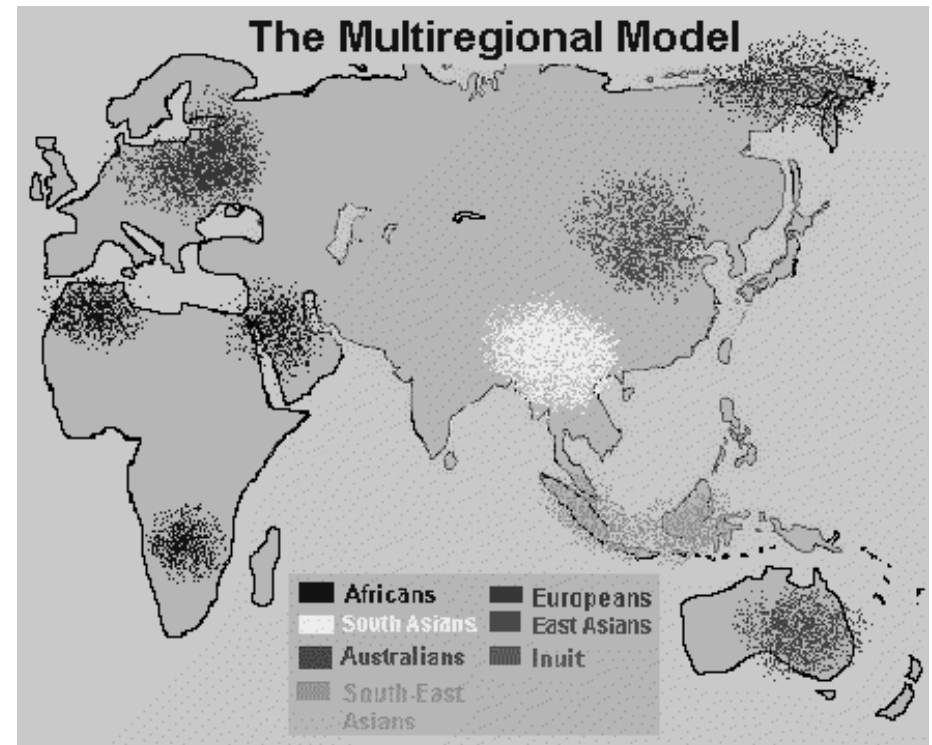 The Multiregional Model
Africans
South Asians
Australians
South-East
Asians
Europeans
East Asians
Inuit